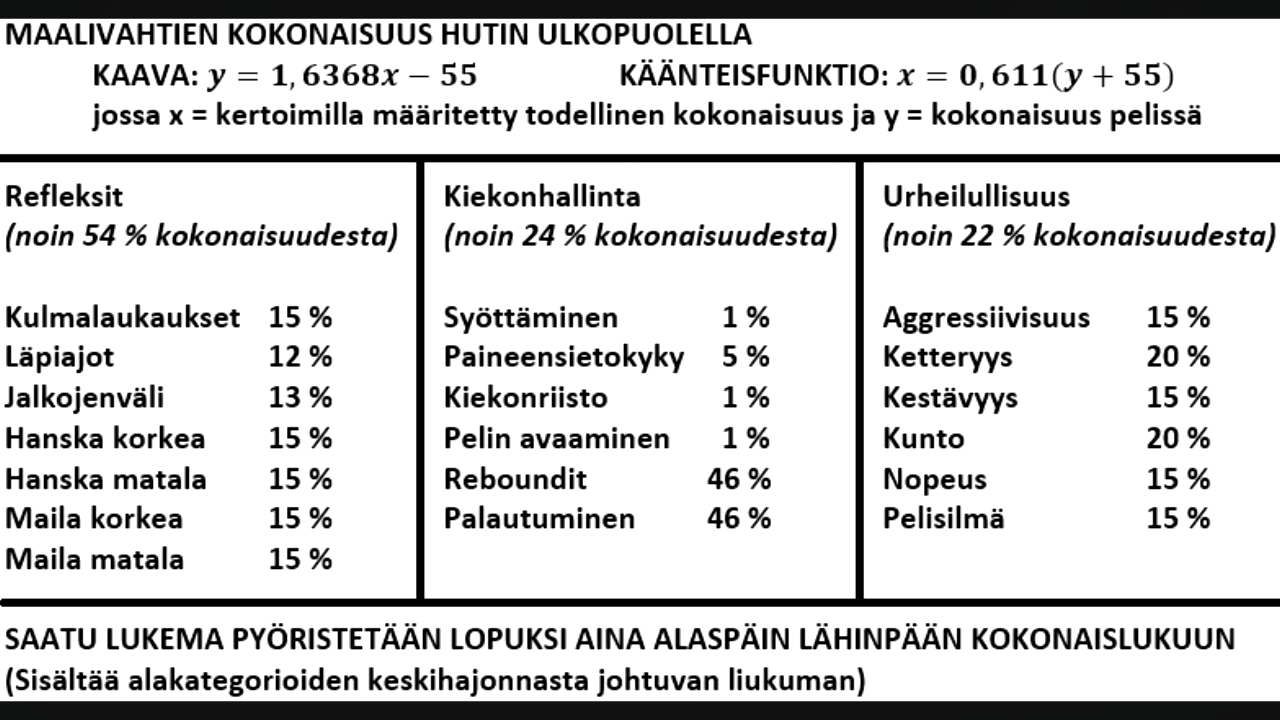 MAALIVAHTIEN KOKONAISUUS HUTIN ULKOPUOLELLA
KAAVA: y = 1,6368x − 55 KÄÄNTEISFUNKTIO: x = 0,611(y + 55)
jossa x = kertoimilla määritetty todellinen kokonaisuus ja y = kokonaisuus pelissä
Refleksit
(noin 54 % kokonaisuudesta)
Kulmalaukaukset 15 %
Läpiajot 12 %
Jalkojenväli 13 %
Hanska korkea 15 %
Hanska matala 15 %
Maila korkea 15 %
Maila matala 15 %
Kiekonhallinta
(noin 24 % kokonaisuudesta)
Syöttäminen 1 %
Paineensietokyky 5 %
Kiekonriisto 1 %
Pelin avaaminen 1 %
Reboundit 46 %
Palautuminen 46 %
Urheilullisuus
(noin 22 % kokonaisuudesta)
Aggressiivisuus 15 %
Ketteryys 20 %
Kestävyys 15 %
Kunto 20 %
Nopeus 15 %
Pelisilmä 15 %
SAATU LUKEMA PYÖRISTETÄÄN LOPUKSI AINA ALASPÄIN LÄHINPÄÄN KOKONAISLUKUUN
(Sisältää alakategorioiden keskihajonnasta johtuvan liukuman)